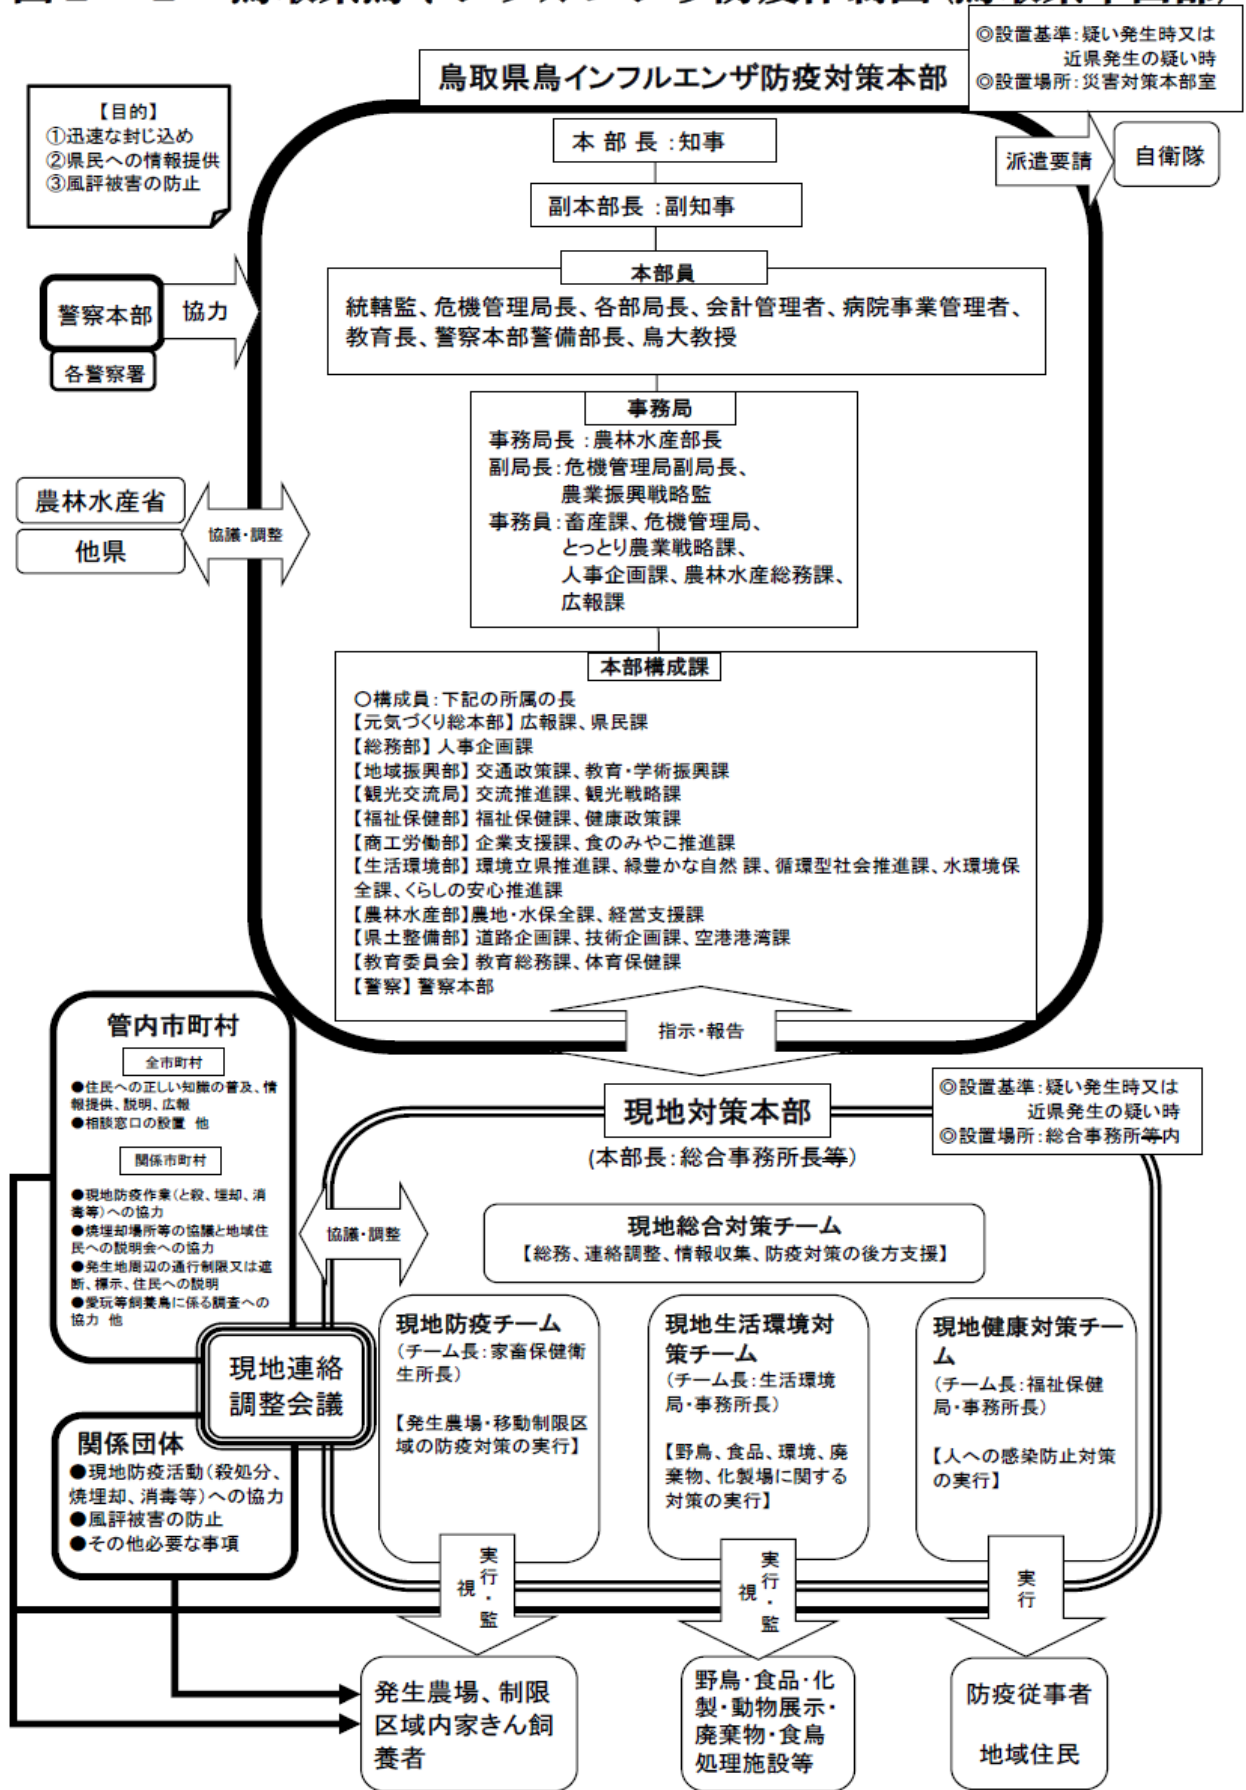 ◎設置基準:疑い発生時又は
近県発生の疑い時
◎設置場所:災害対策本部室
鳥取県鳥インフルエンザ防疫対策本部
【目的】
①迅速な封じ込め
②県民への情報提供
③風評被害の防止
本 部 長 :知事
派遣要請
自衛隊
副本部長 :副知事
本部員
統轄監、危機管理局長、各部局長、会計管理者、病院事業管理者、
教育長、警察本部警備部長、鳥大教授
警察本部
協力
各警察署
事務局
事務局長 :農林水産部長
副局長:危機管理局副局長、
農業振興戦略監
事務員:畜産課、危機管理局、
とっとり農業戦略課、
人事企画課、農林水産総務課、
広報課
農林水産省
他県
協議・調整
本部構成課
〇構成員:下記の所属の長
【元気づくり総本部】広報課、県民課
【総務部】人事企画課
【地域振興部】交通政策課、教育・学術振興課
【観光交流局】交流推進課、観光戦略課
【福祉保健部】福祉保健課、健康政策課
【商工労働部】企業支援課、食のみやこ推進課
【生活環境部】環境立県推進課、緑豊かな自然 課、循環型社会推進課、水環境保
全課、くらしの安心推進課
【農林水産部】農地・水保全課、経営支援課
【県土整備部】道路企画課、技術企画課、空港港湾課
【教育委員会】教育総務課、体育保健課
【警察】警察本部
指示・報告
管内市町村
全市町村
●住民への正しい知識の普及、情
報提供、説明、広報
●相談窓口の設置 他
関係市町村
●現地防疫作業(と殺、埋却、消
毒等)への協力
●焼埋却場所等の協議と地域住
民への説明会への協力
●発生地周辺の通行制限又は遮
断、標示、住民への説明
●愛玩等飼養鳥に係る調査への
協力 他
現地対策本部
(本部長:総合事務所長等)
◎設置基準:疑い発生時又は
近県発生の疑い時
◎設置場所:総合事務所等内
協議・調整
現地総合対策チーム
【総務、連絡調整、情報収集、防疫対策の後方支援】
現地防疫チーム
(チーム長:家畜保健衛
生所長)
【発生農場・移動制限区
域の防疫対策の実行】
現地生活環境対
策チーム
(チーム長:生活環境
局・事務所長)
【野鳥、食品、環境、廃
棄物、化製場に関する
対策の実行】
現地健康対策チー
ム
(チーム長:福祉保健
局・事務所長)
【人への感染防止対策
の実行】
現地連絡
調整会議
関係団体
●現地防疫活動(殺処分、
焼埋却、消毒等)への協力
●風評被害の防止
●その他必要な事項
実行・監
視
実行・監
視
実行
発生農場、制限
区域内家きん飼
養者
野鳥・食品・化
製・動物展示・
廃棄物・食鳥
処理施設等
防疫従事者
地域住民